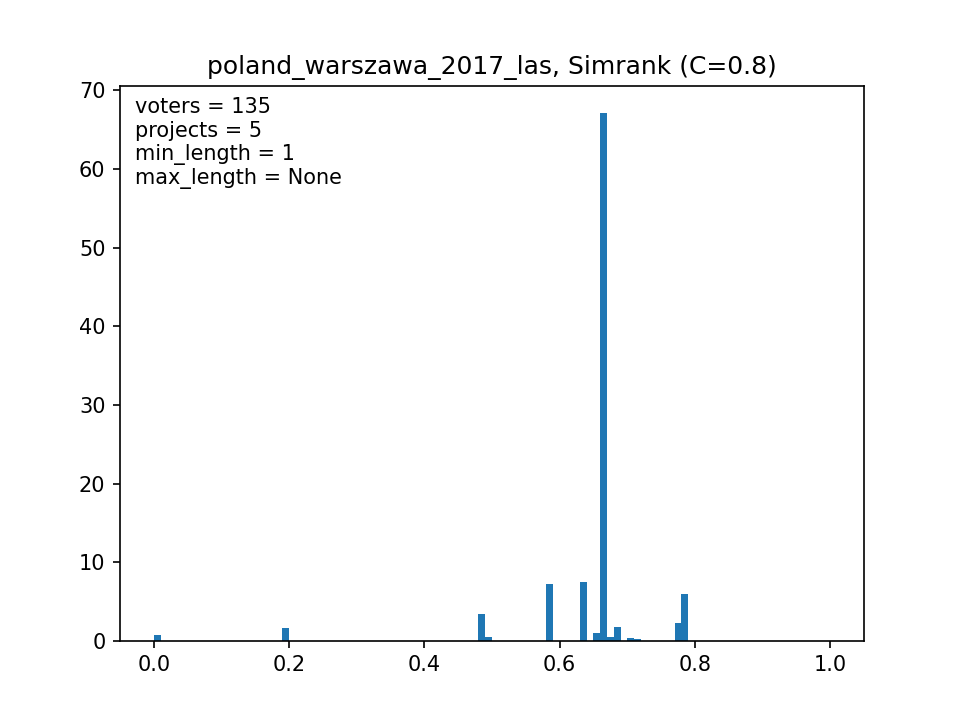 poland_warszawa_2017_las, Simrank (C=0.8)
70
60
50
40
30
20
10
0
voters = 135
projects = 5
min_length = 1
max_length = None
0.0 0.2 0.4 0.6 0.8 1.0